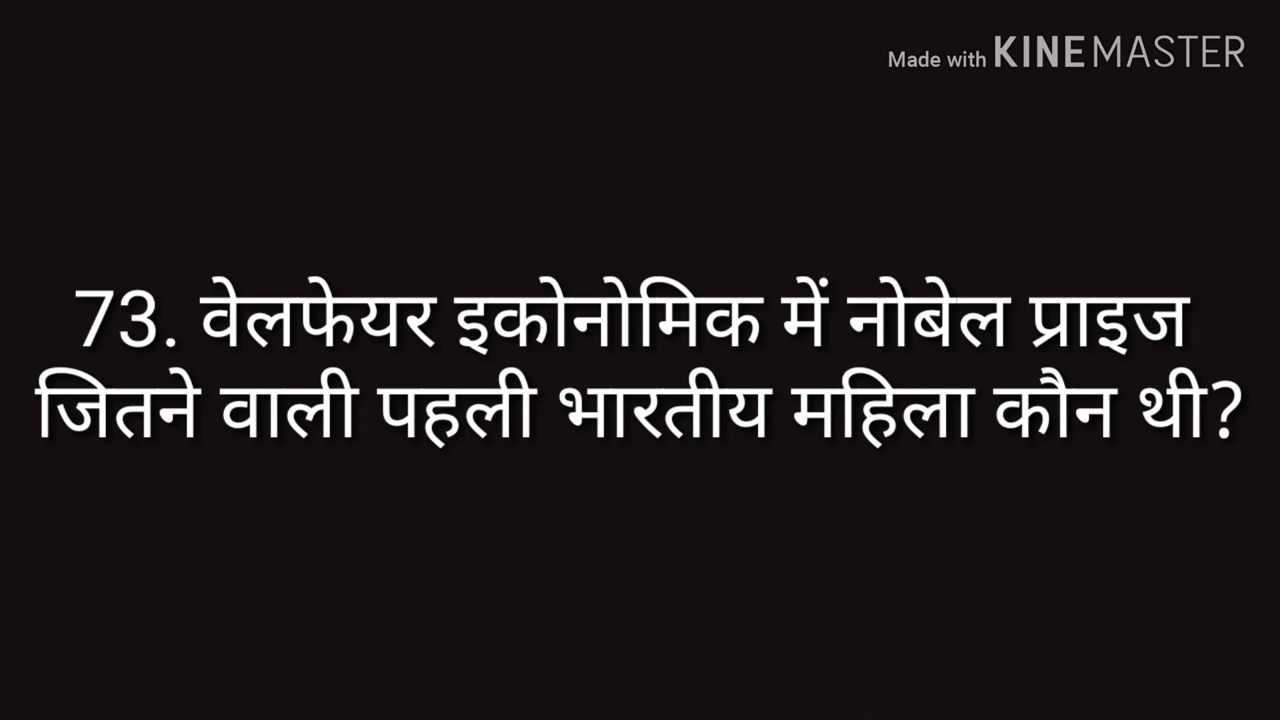 Made with KINEMASTER
73. वेलफेयर इकोनोमिक में नोबेल प्राइज
जितने वाली पहली भारतीय महिला कौन थी?